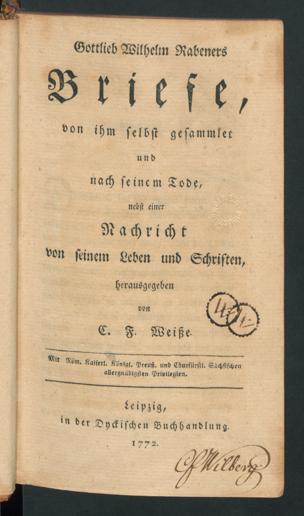 Gottlieb Wilhelm Rabeners
Briefe,
von ihm selbst gesammlet
und
nach seinem Tode,
nebst einer
Nachricht
von seinem Leben und Schriften,
herausgegeben
von
C. F. Weiße.
Mit Röm. Kaiserl. Königl. Preuß. und Churfürstl. Sächsischen
allergnädigsten Privilegien.
Leipzig,
in der Dyckischen Buchhandlung.
1772.
CfWilberg